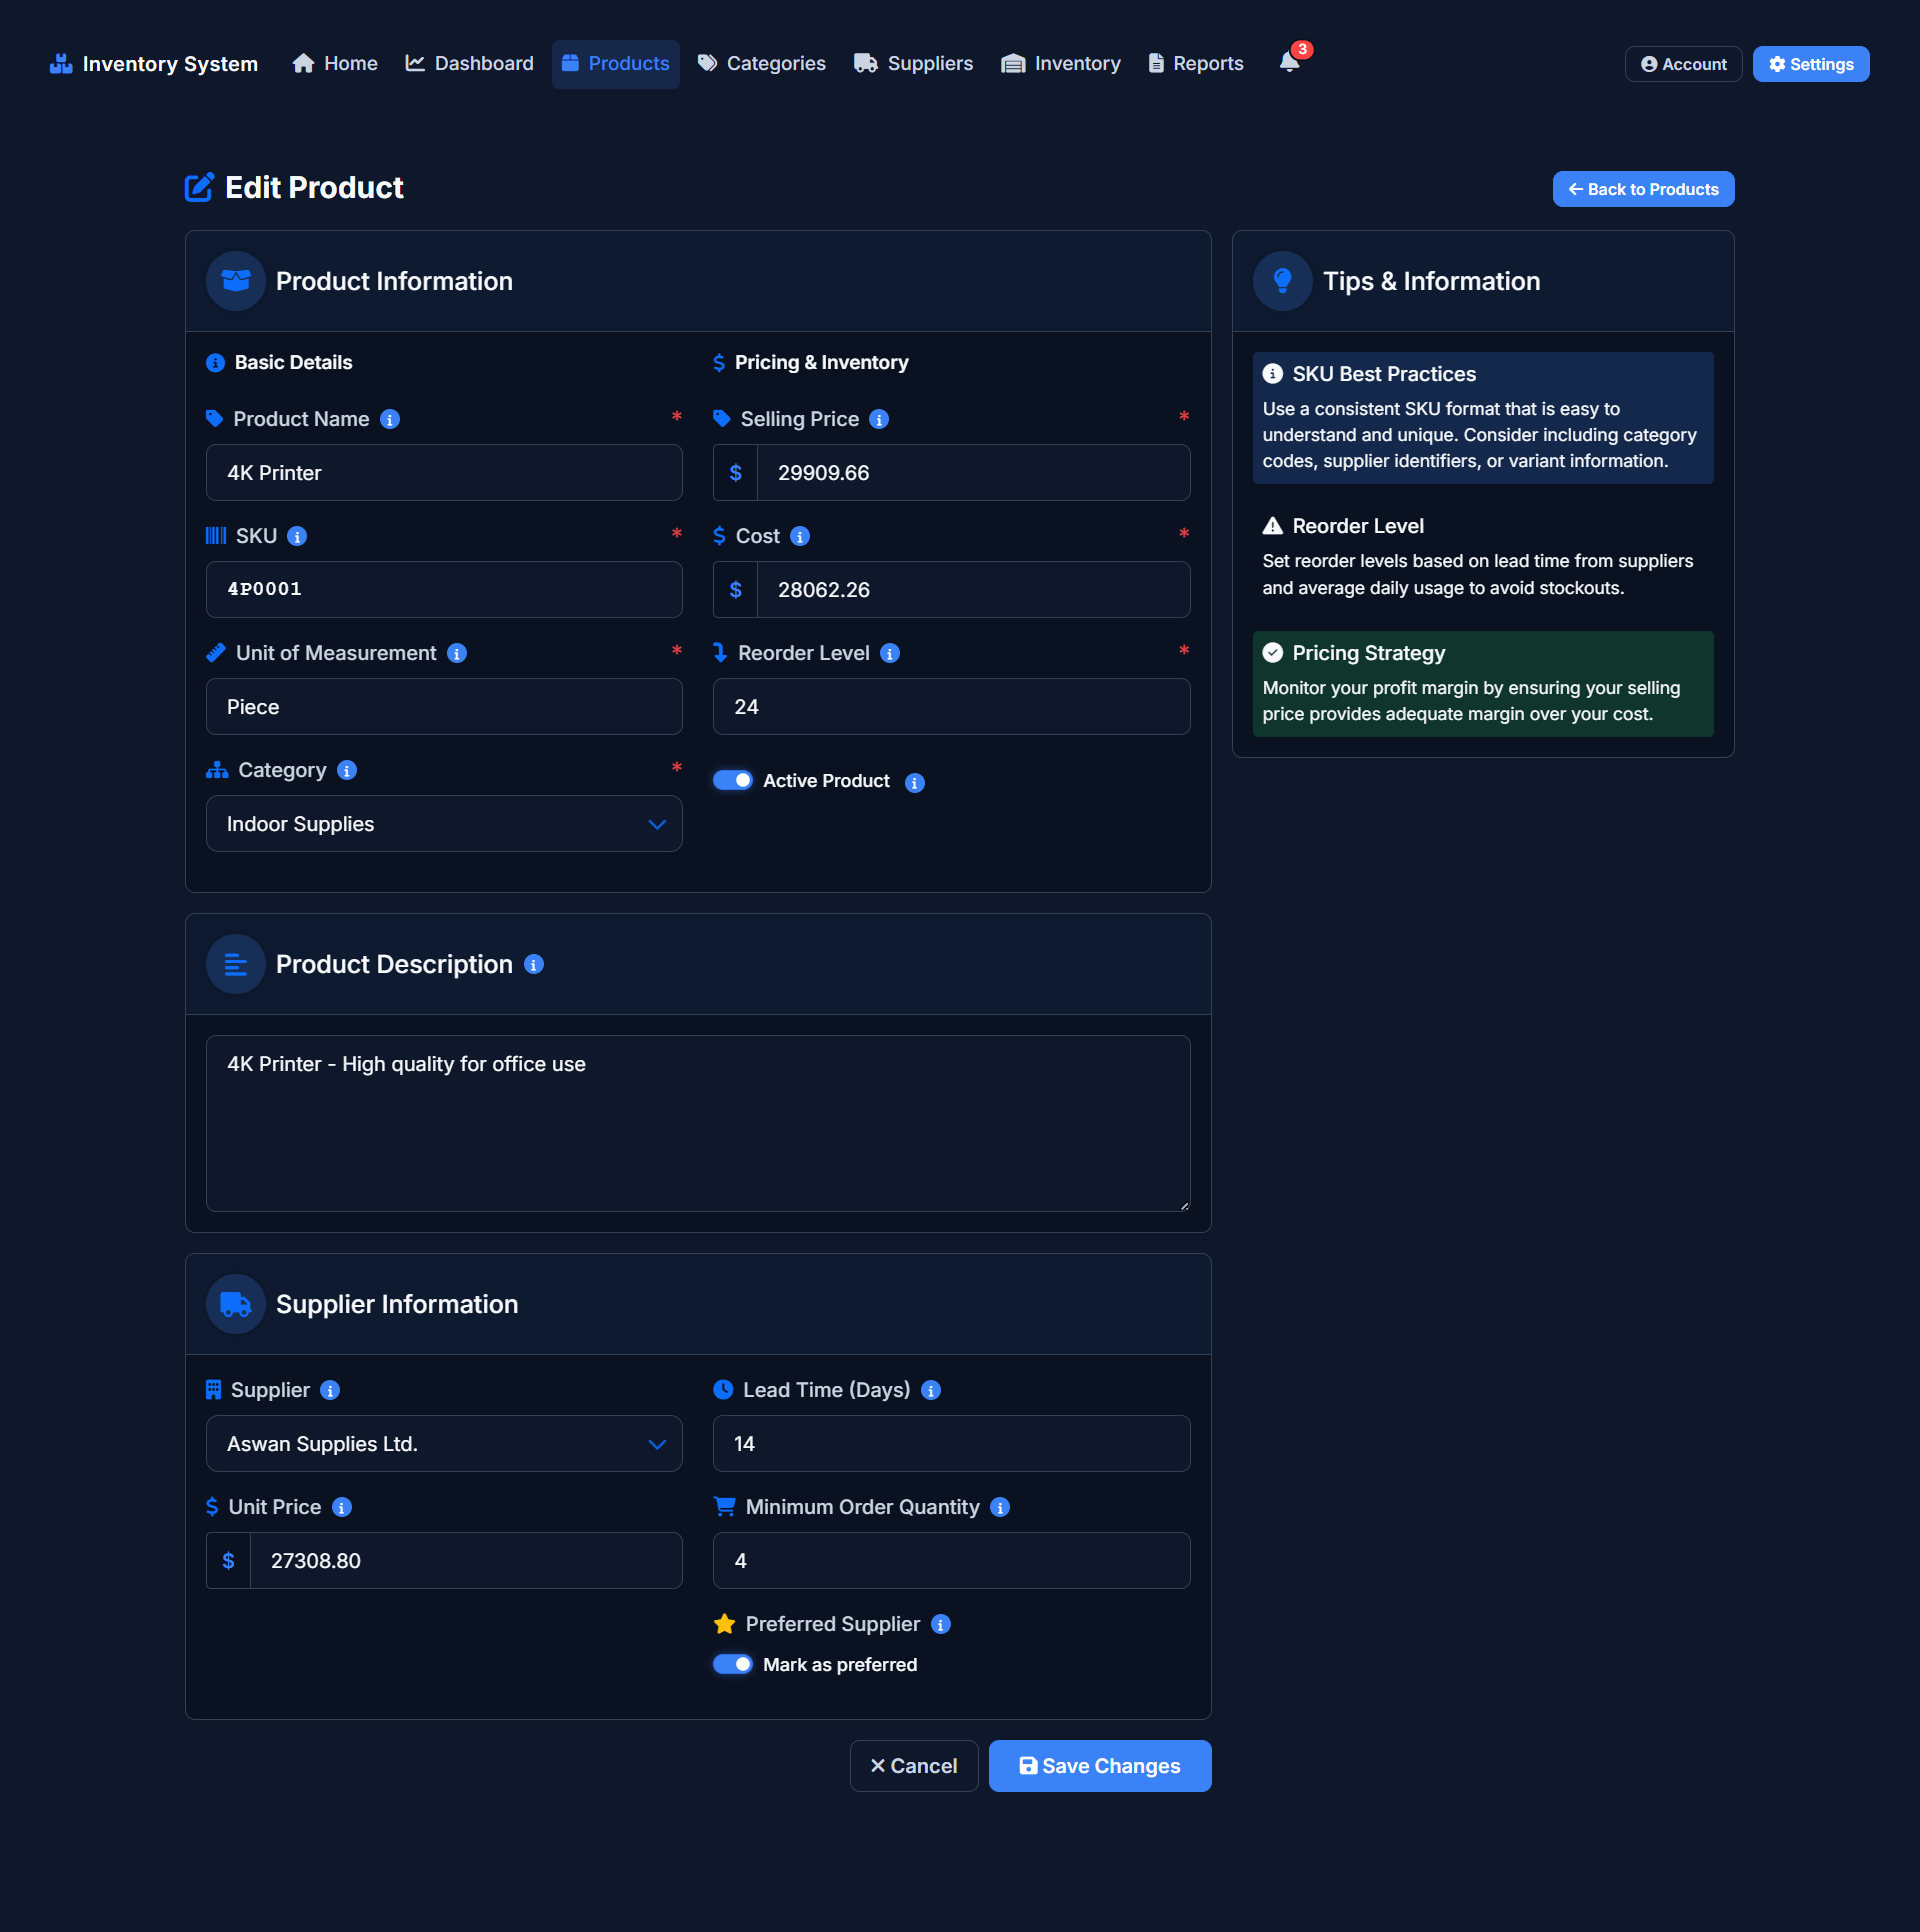 Inventory System
Home
Dashboard
Products
Categories
Suppliers
Inventory
Reports
3
Account
Settings
Edit Product
Back to Products
Product Information
Basic Details
Product Name *
4K Printer
SKU *
4P0001
Unit of Measurement *
Piece
Category *
Indoor Supplies
$ Pricing & Inventory
Selling Price *
$ 29909.66
$ Cost *
$ 28062.26
Reorder Level *
24
Active Product
Tips & Information
SKU Best Practices
Use a consistent SKU format that is easy to
understand and unique. Consider including category
codes, supplier identifiers, or variant information.
Reorder Level
Set reorder levels based on lead time from suppliers
and average daily usage to avoid stockouts.
Pricing Strategy
Monitor your profit margin by ensuring your selling
price provides adequate margin over your cost.
Product Description
4K Printer - High quality for office use
Supplier Information
Supplier
Aswan Supplies Ltd.
$ Unit Price
$ 27308.80
Lead Time (Days)
14
Minimum Order Quantity
4
Preferred Supplier
Mark as preferred
Cancel
Save Changes